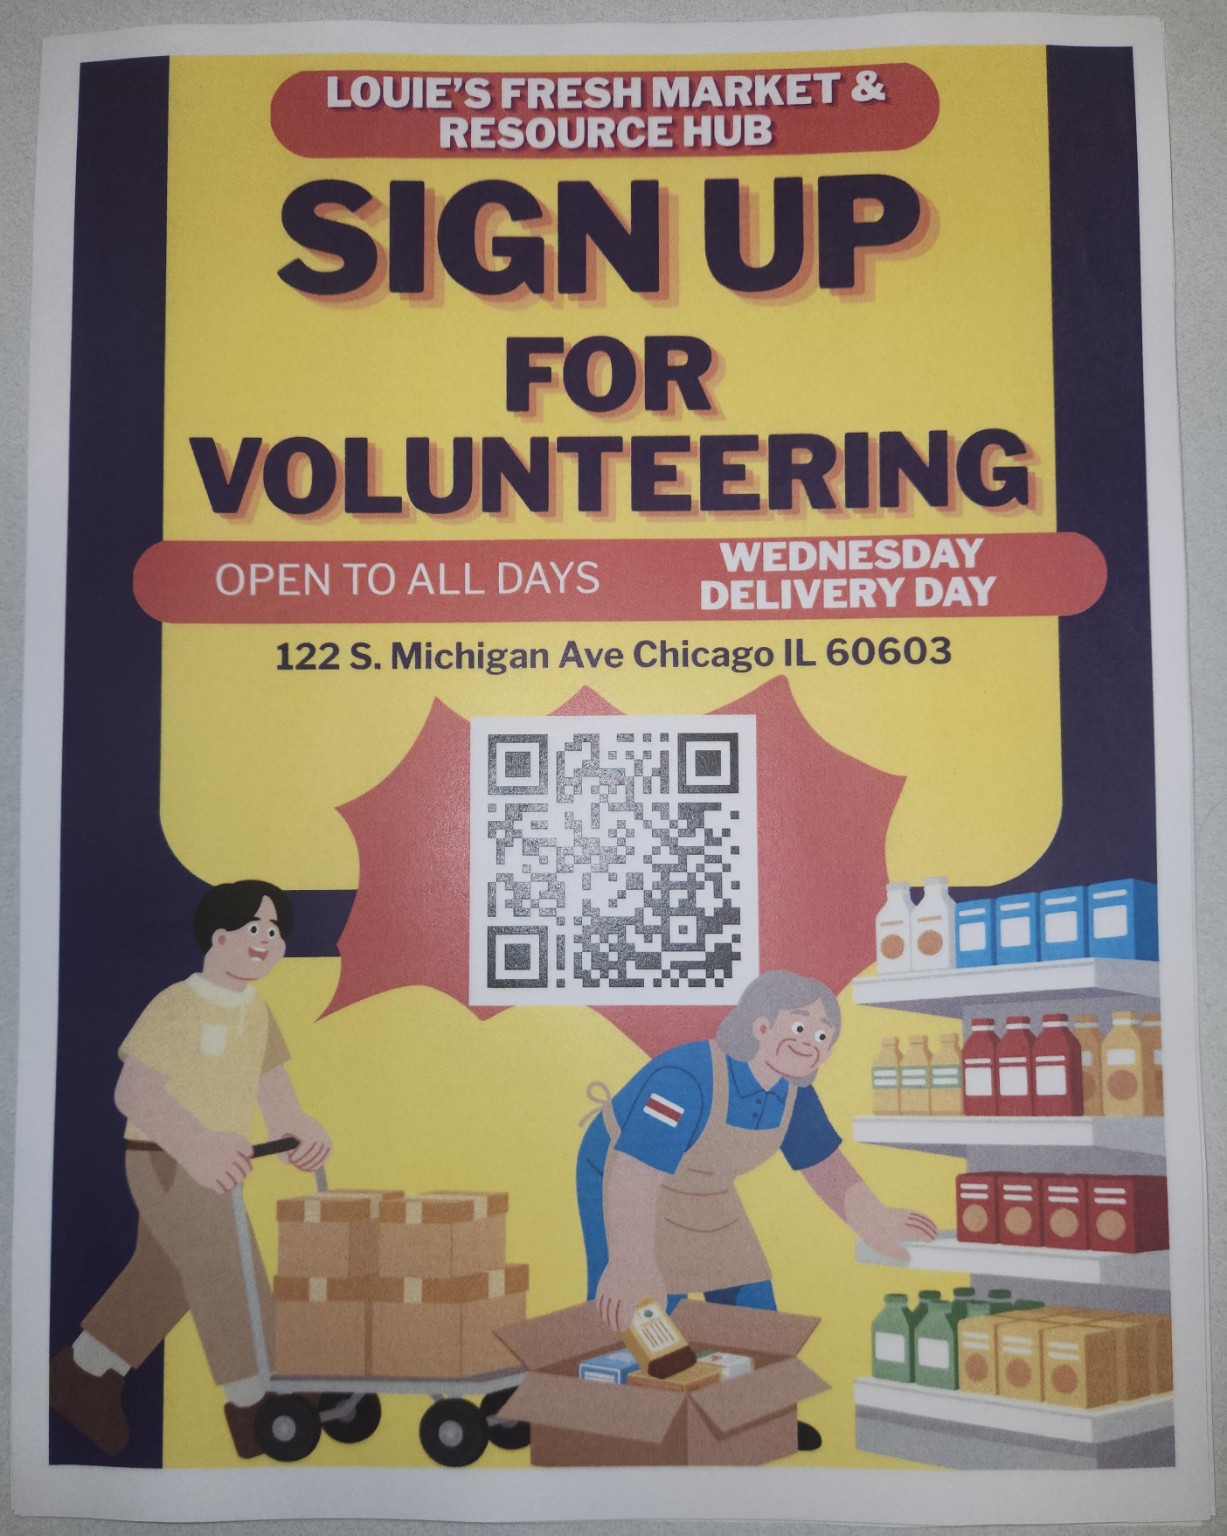 LOUIE'S FRESH MARKET &
RESOURCE HUB
SIGN UP
FOR
VOLUNTEERING
OPEN TO ALL DAYS
WEDNESDAY
DELIVERY DAY
122 S. Michigan Ave Chicago IL 60603